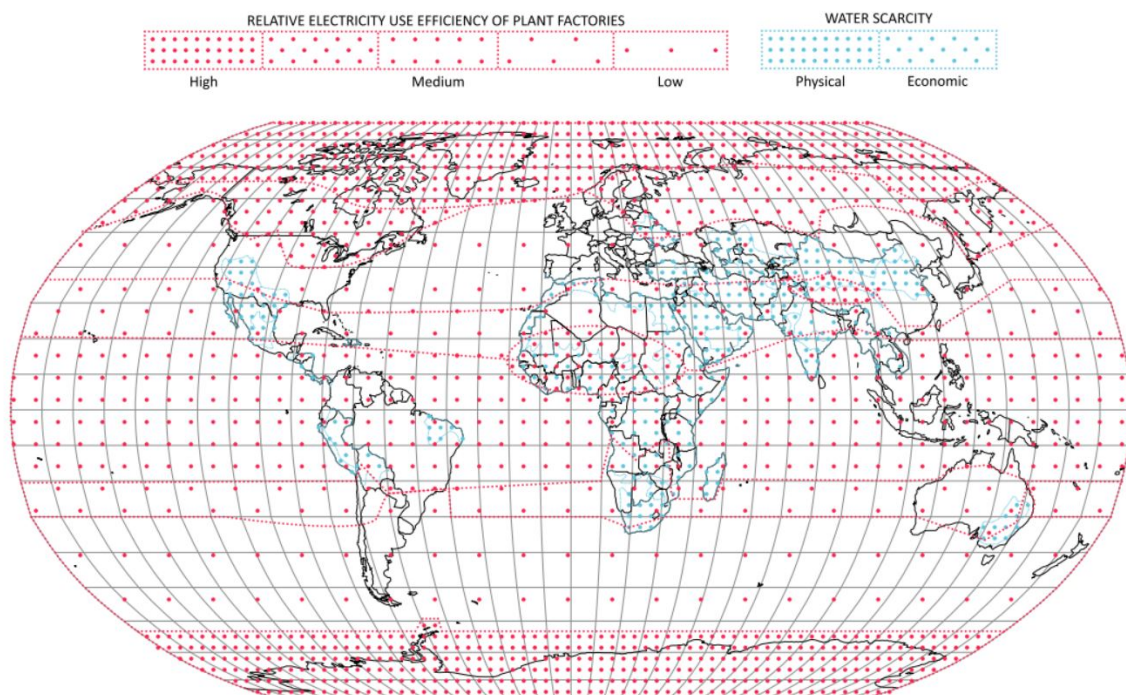 RELATIVE ELECTRICITY USE EFFICIENCY OF PLANT FACTORIES
WATER SCARCITY
High
Medium
Low
Physical
Economic